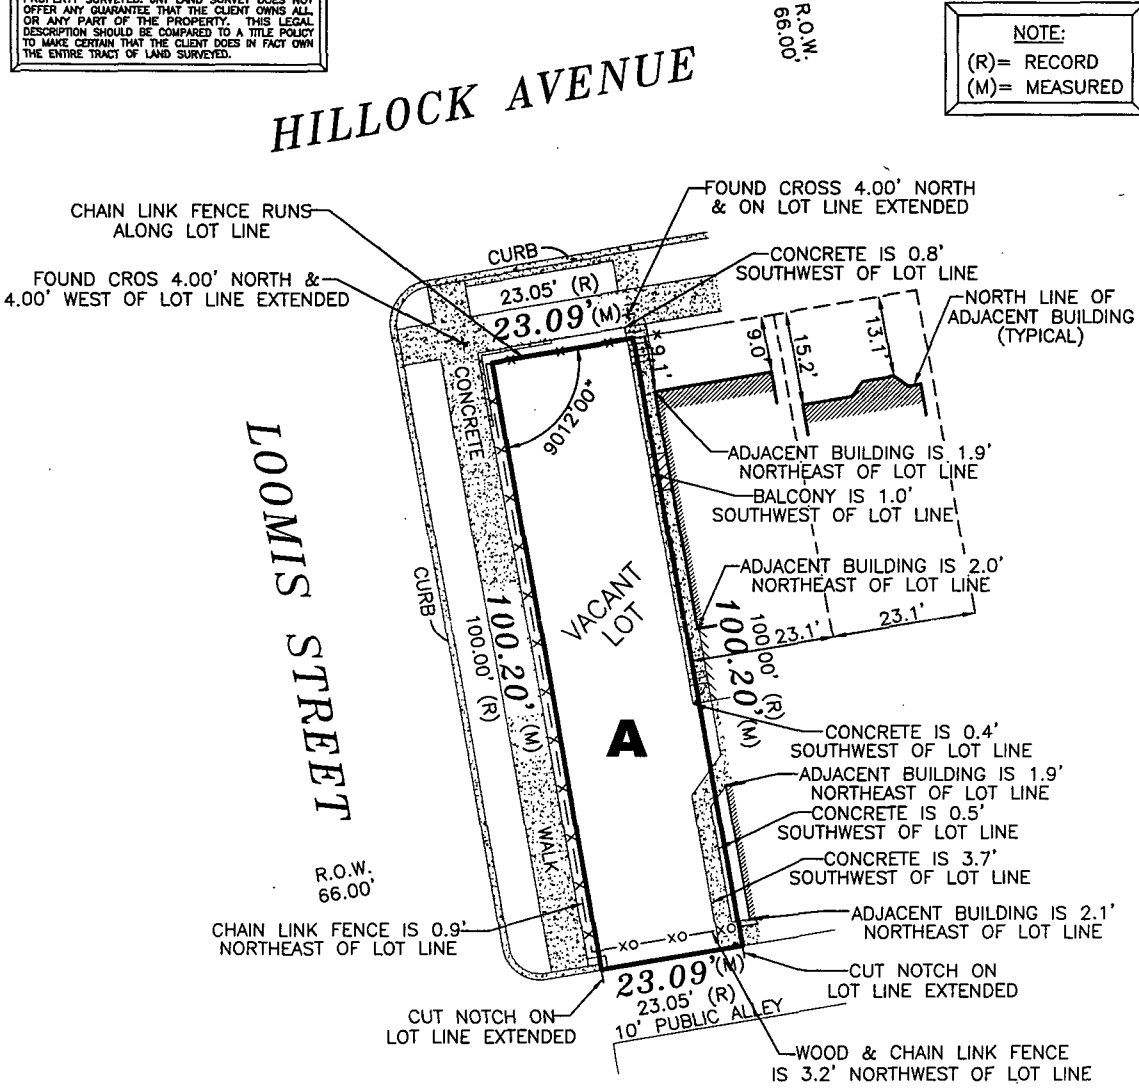 OFFER ANY GUARANTEE THAT THE CLIENT OWNS ALL,
OR ANY PART OF THE PROPERTY. THIS LEGAL
DESCRIPTION SHOULD BE COMPARED TO A TITLE POLICY
TO MAKE CERTAIN THAT THE CLIENT DOES IN FACT OWN
THE ENTIRE TRACT OF LAND SURVEYED.
R.O.W.
66.00'
NOTE:
(R)= RECORD
(M)= MEASURED
HILLOCK AVENUE
CHAIN LINK FENCE RUNS
ALONG LOT LINE
FOUND CROS 4.00' NORTH &
4.00' WEST OF LOT LINE EXTENDED
FOUND CROSS 4.00' NORTH
& ON LOT LINE EXTENDED
CURB
23.05' (R)
23.09'(M)
CONCRETE IS 0.8'
SOUTHWEST OF LOT LINE
NORTH LINE OF
ADJACENT BUILDING
(TYPICAL)
9.1'
9.0'
15.2'
13.1'
CONCRETE
9012'00"
ADJACENT BUILDING IS 1.9'
NORTHEAST OF LOT LINE
BALCONY IS 1.0'
SOUTHWEST OF LOT LINE
LOOMIS STREET
CURB
R.O.W.
66.00'
100.20' (M)
100.00' (R)
VACANT
LOT
A
ADJACENT BUILDING IS 2.0'
NORTHEAST OF LOT LINE
100.00' (R)
100.20' (M)
23.1'
23.1'
CONCRETE IS 0.4'
SOUTHWEST OF LOT LINE
ADJACENT BUILDING IS 1.9'
NORTHEAST OF LOT LINE
CONCRETE IS 0.5'
SOUTHWEST OF LOT LINE
WALK
CONCRETE IS 3.7'
SOUTHWEST OF LOT LINE
CHAIN LINK FENCE IS 0.9'
NORTHEAST OF LOT LINE
ADJACENT BUILDING IS 2.1'
NORTHEAST OF LOT LINE
23.09'(M)
23.05' (R)
10' PUBLIC ALLEY
CUT NOTCH ON
LOT LINE EXTENDED
CUT NOTCH ON
LOT LINE EXTENDED
WOOD & CHAIN LINK FENCE
IS 3.2' NORTHWEST OF LOT LINE